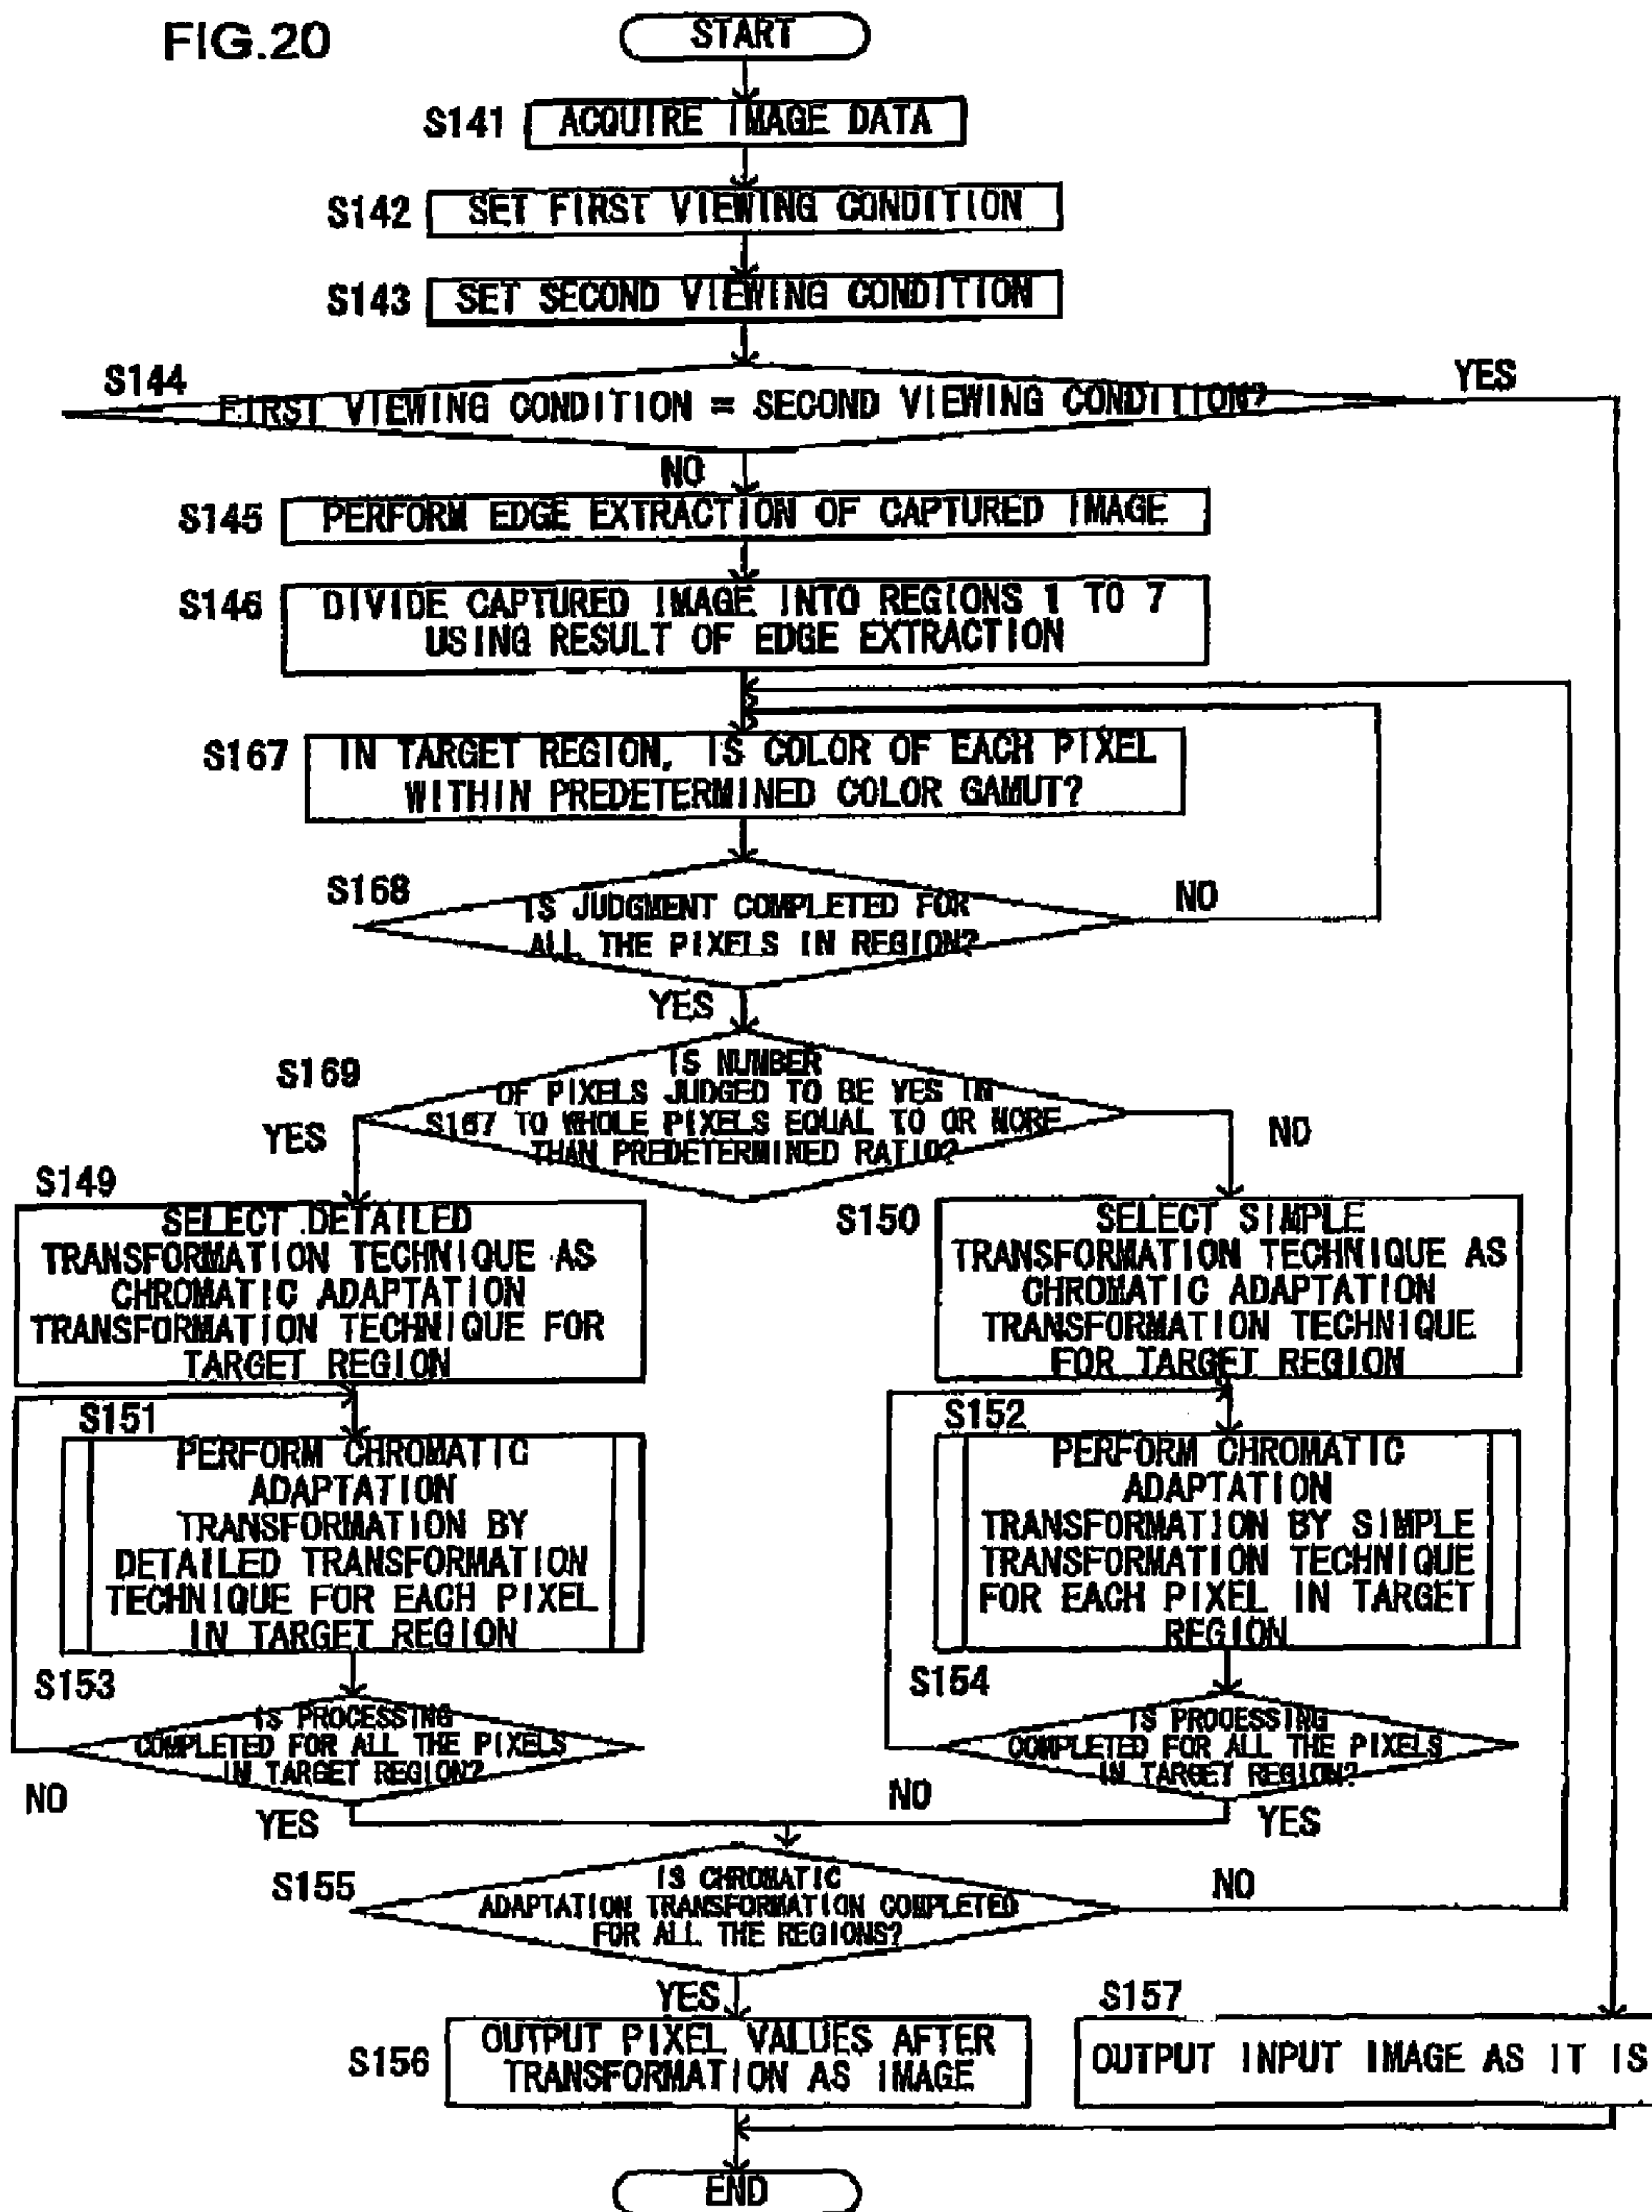 FIG.20
START
S141
ACQUIRE IMAGE DATA
S142
SET FIRST VIEWING CONDITION
S143
SET SECOND VIEWING CONDITION
S144
FIRST VIEWING CONDITION = SECOND VIEWING CONDITION?
YES
NO
S145
PERFORM EDGE EXTRACTION OF CAPTURED IMAGE
S146
DIVIDE CAPTURED IMAGE INTO REGIONS 1 TO 7
USING RESULT OF EDGE EXTRACTION
S167
IN TARGET REGION, IS COLOR OF EACH PIXEL
WITHIN PREDETERMINED COLOR GAMUT?
S168
IS JUDGMENT COMPLETED FOR
ALL THE PIXELS IN REGION?
NO
YES
S169
IS NUMBER
OF PIXELS JUDGED TO BE YES IN
S167 TO WHOLE PIXELS EQUAL TO OR MORE
THAN PREDETERMINED RATIO?
YES
NO
S149
SELECT DETAILED
TRANSFORMATION TECHNIQUE AS
CHROMATIC ADAPTATION
TRANSFORMATION TECHNIQUE FOR
TARGET REGION
S150
SELECT SIMPLE
TRANSFORMATION TECHNIQUE AS
CHROMATIC ADAPTATION
TRANSFORMATION TECHNIQUE
FOR TARGET REGION
S151
PERFORM CHROMATIC
ADAPTATION
TRANSFORMATION BY
DETAILED TRANSFORMATION
TECHNIQUE FOR EACH PIXEL
IN TARGET REGION
S152
PERFORM CHROMATIC
ADAPTATION
TRANSFORMATION BY SIMPLE
TRANSFORMATION TECHNIQUE
FOR EACH PIXEL IN TARGET
REGION
S153
IS PROCESSING
COMPLETED FOR ALL THE PIXELS
IN TARGET REGION?
NO
YES
S154
IS PROCESSING
COMPLETED FOR ALL THE PIXELS
IN TARGET REGION?
NO
YES
S155
IS CHROMATIC
ADAPTATION TRANSFORMATION COMPLETED
FOR ALL THE REGIONS?
NO
YES
S156
OUTPUT PIXEL VALUES AFTER
TRANSFORMATION AS IMAGE
S157
OUTPUT INPUT IMAGE AS IT IS
END